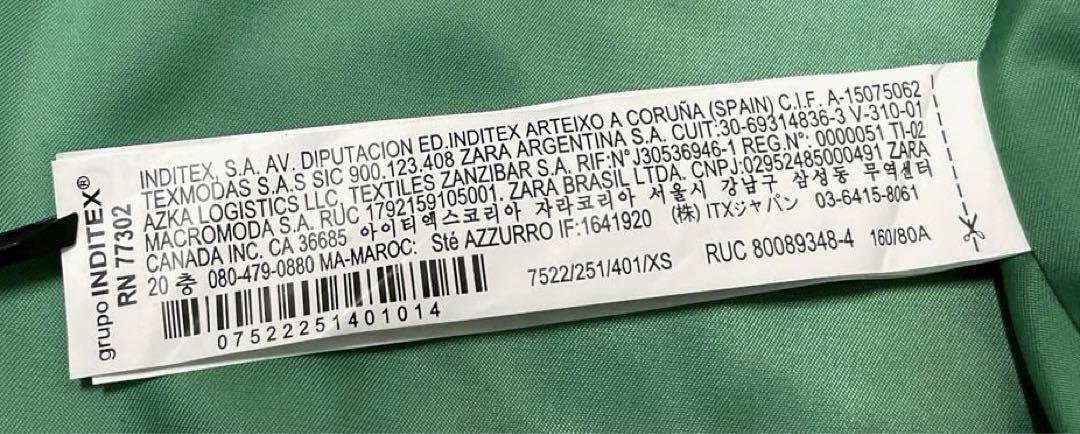 grupo INDITEX®
RN 77302
INDITEX, S.A. AV. DIPUTACION ED.INDITEX ARTEIXO A CORUÑA (SPAIN) C.I.F. A-15075062
TEXMODAS S.A.S SIC 900.123.408 ZARA ARGENTINA S.A. CUIT:30-69314836-3 V-310-01
AZKA LOGISTICS LLC, TEXTILES ZANZIBAR S.A. RIF:Nº J30536946-1 REG.Nº: 0000051 TI-02
MACROMODA S.A. RUC 1792159105001. ZARA BRASIL LTDA. CNPJ:02952485000491 ZARA
CANADA INC. CA 36685 아이티엑스코리아 자라코리아 서울시 강남구 삼성동 무역센터
20 층 080-479-0880 MA-MAROC: Sté AZZURRO IF:1641920 (株) ITXジャパン 03-6415-8061
7522/251/401/XS RUC 80089348-4 160/80A
07522251401014